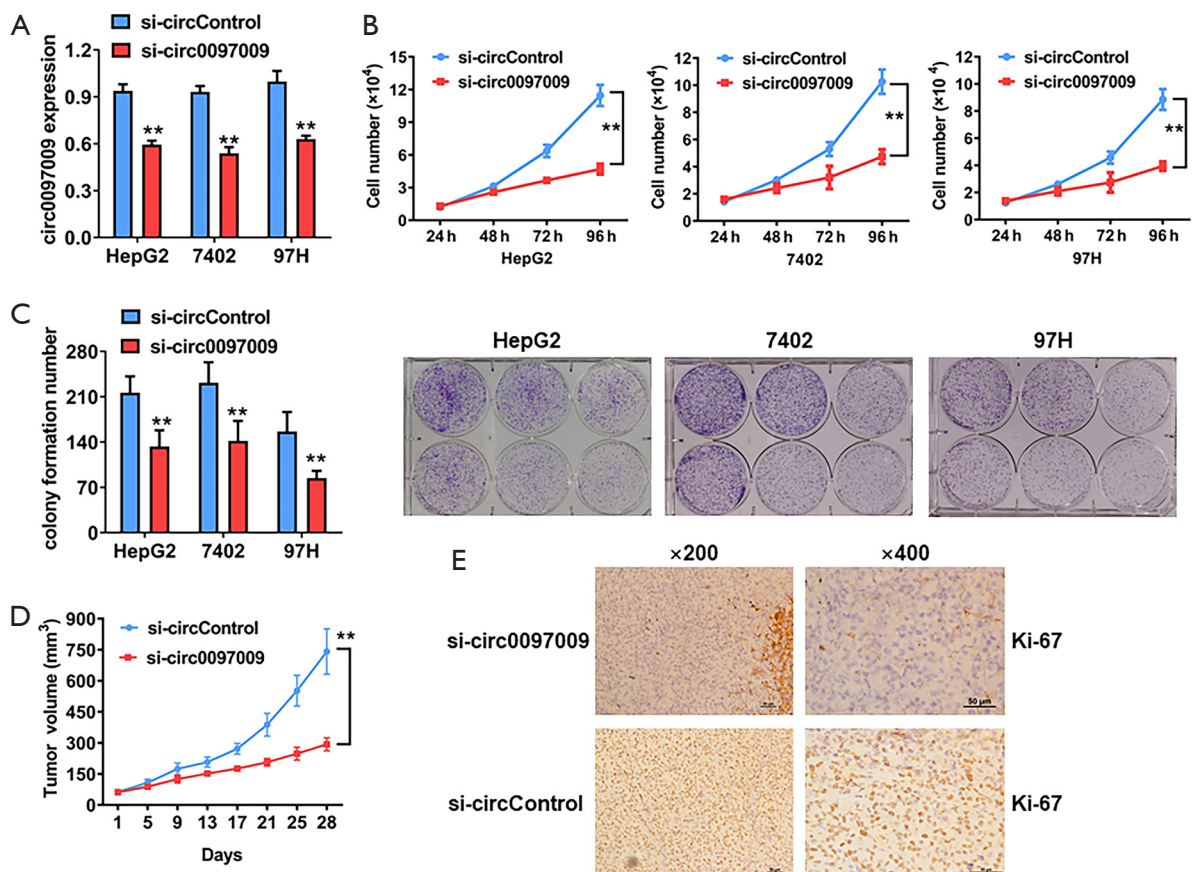 A
si-circControl
si-circ0097009
circ0097009 expression
1.2
0.9
0.6
0.3
0.0
**
**
**
HepG2 7402 97H
B
si-circControl
si-circ0097009
Cell number (×10⁴)
15
12
9
6
3
0
**
24 h 48 h 72 h 96 h
HepG2
si-circControl
si-circ0097009
Cell number (×10⁴)
12
10
8
6
4
2
0
**
24 h 48 h 72 h 96 h
7402
si-circControl
si-circ0097009
Cell number (×10⁴)
12
10
8
6
4
2
0
**
24 h 48 h 72 h 96 h
97H
C
si-circControl
si-circ0097009
colony formation number
280
210
140
70
0
**
**
**
HepG2 7402 97H
HepG2 7402 97H
D
si-circControl
si-circ0097009
Tumor volume (mm³)
900
750
600
450
300
150
0
**
1 5 9 13 17 21 25 28
Days
E
×200 ×400
si-circ0097009 Ki-67
50 μm
si-circControl Ki-67